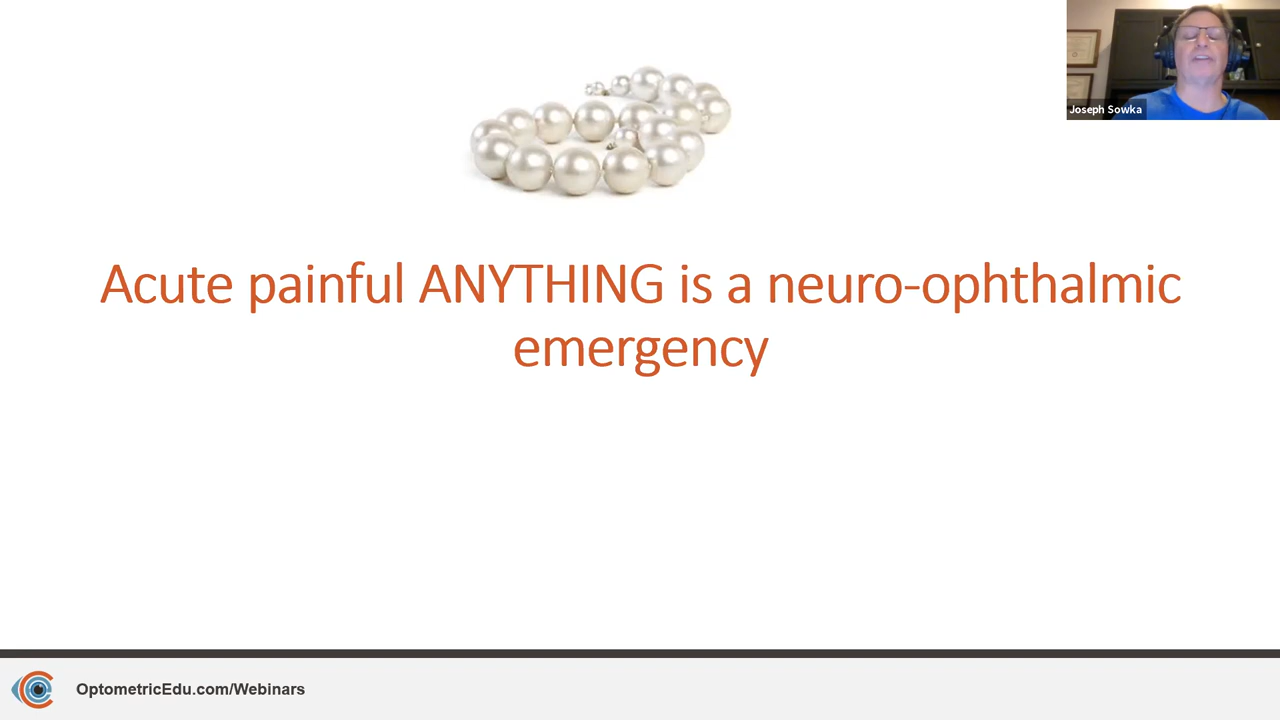 Joseph Sowka
Acute painful ANYTHING is a neuro-ophthalmic
emergency
OptometricEdu.com/Webinars